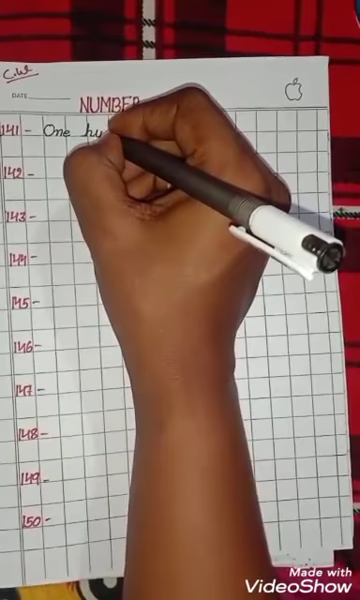 C.W
DATE
NUMBER
141- One hu
142-
143-
144-
145-
146-
147-
148-
149-
150-
Made with
VideoShow